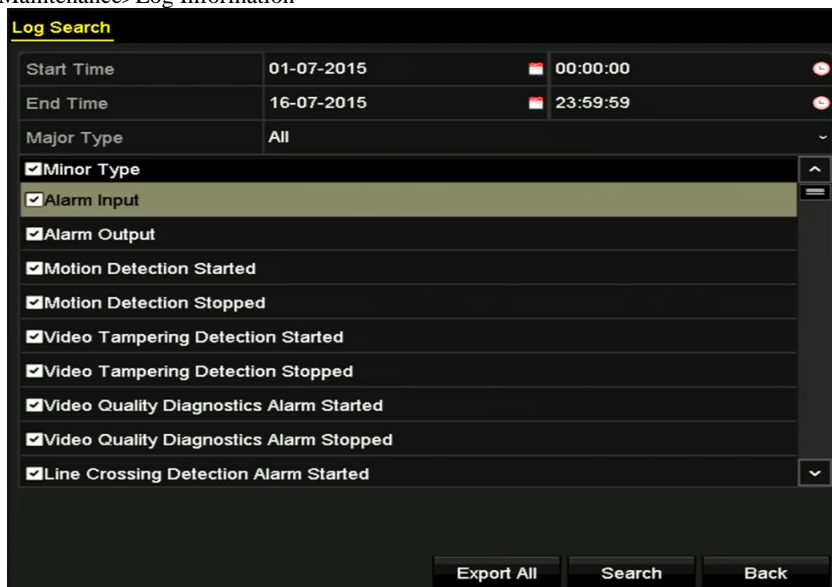 Maintenance>Log Information
Log Search
Start Time 01-07-2015 00:00:00
End Time 16-07-2015 23:59:59
Major Type All
Minor Type
Alarm Input
Alarm Output
Motion Detection Started
Motion Detection Stopped
Video Tampering Detection Started
Video Tampering Detection Stopped
Video Quality Diagnostics Alarm Started
Video Quality Diagnostics Alarm Stopped
Line Crossing Detection Alarm Started
Export All Search Back